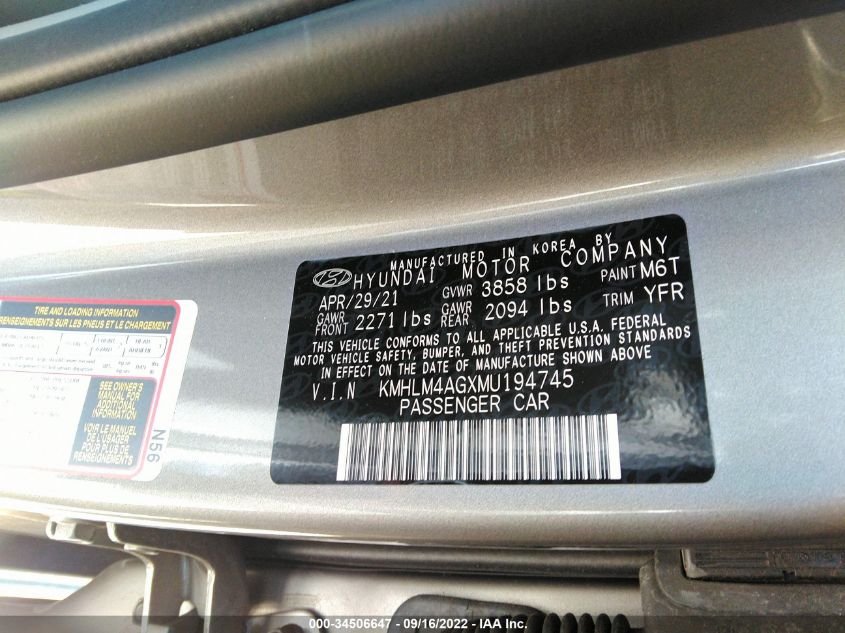 MANUFACTURED IN KOREA BY
HYUNDAI MOTOR COMPANY
APR/29/21 GVWR 3858 lbs PAINT M6T
GAWR FRONT 2271 lbs GAWR REAR 2094 lbs TRIM YFR
THIS VEHICLE CONFORMS TO ALL APPLICABLE U.S.A. FEDERAL
MOTOR VEHICLE SAFETY, BUMPER, AND THEFT PREVENTION STANDARDS
IN EFFECT ON THE DATE OF MANUFACTURE SHOWN ABOVE
V.I.N KMHLM4AGXMU194745
PASSENGER CAR
TIRE AND LOADING INFORMATION
RENSEIGNEMENTS SUR LES PNEUS ET LE CHARGEMENT
SEE OWNER'S
MANUAL FOR
ADDITIONAL
INFORMATION
VOIR LE MANUEL
DE L'USAGER
POUR PLUS DE
RENSEIGNEMENTS
N56
000-34506647 - 09/16/2022 - IAA Inc.